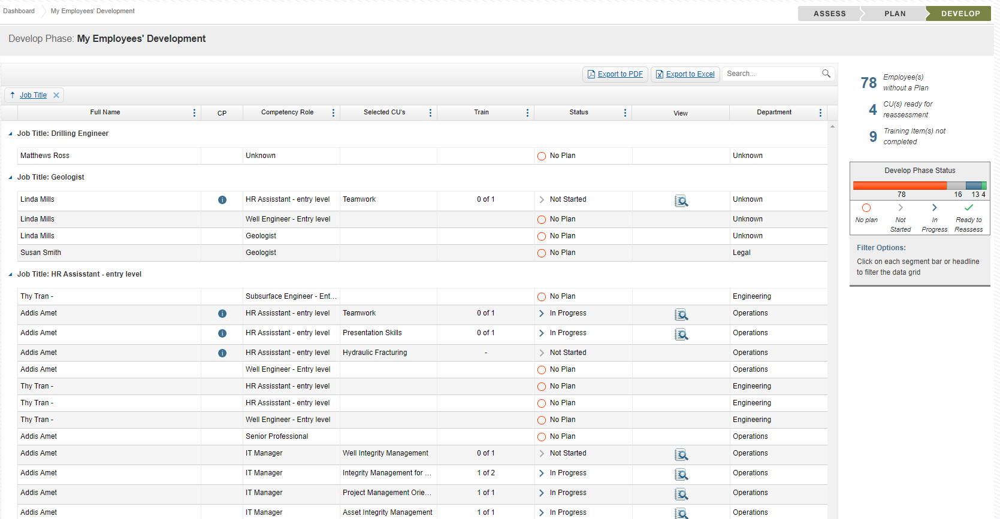 Dashboard My Employees' Development
ASSESS PLAN DEVELOP
Develop Phase: My Employees' Development
Export to PDF Export to Excel Search...
Job Title
Full Name CP Competency Role Selected CU's Train Status View Department
Job Title: Drilling Engineer
Matthews Ross Unknown No Plan Unknown
Job Title: Geologist
Linda Mills HR Assisstant - entry level Teamwork 0 of 1 Not Started Unknown
Linda Mills Well Engineer - Entry level No Plan Unknown
Linda Mills Geologist No Plan Unknown
Susan Smith Geologist No Plan Legal
Job Title: HR Assisstant - entry level
Thy Tran - Subsurface Engineer - Ent... No Plan Engineering
Addis Amet HR Assisstant - entry level Teamwork 0 of 1 In Progress Operations
Addis Amet HR Assisstant - entry level Presentation Skills 0 of 1 In Progress Operations
Addis Amet HR Assisstant - entry level Hydraulic Fracturing - Not Started Operations
Addis Amet Well Engineer - Entry level No Plan Operations
Thy Tran - HR Assisstant - entry level No Plan Engineering
Thy Tran - HR Assisstant - entry level No Plan Engineering
Thy Tran - Well Engineer - Entry level No Plan Engineering
Addis Amet Senior Professional No Plan Operations
Addis Amet IT Manager Well Integrity Management 0 of 1 Not Started Operations
Addis Amet IT Manager Integrity Management for ... 1 of 2 In Progress Operations
Addis Amet IT Manager Project Management Orie... 1 of 1 In Progress Operations
Addis Amet IT Manager Asset Integrity Management 1 of 1 In Progress Operations
78 Employee(s)
without a Plan
4 CU(s) ready for
reassessment
9 Training Item(s) not
completed
Develop Phase Status
78 16 13 4
No plan Not Started In Progress Ready to Reassess
Filter Options:
Click on each segment bar or headline
to filter the data grid